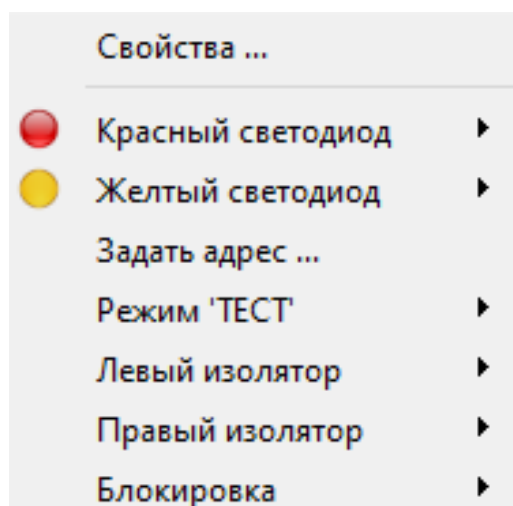 Свойства ...
Красный светодиод
Желтый светодиод
Задать адрес ...
Режим 'ТЕСТ'
Левый изолятор
Правый изолятор
Блокировка